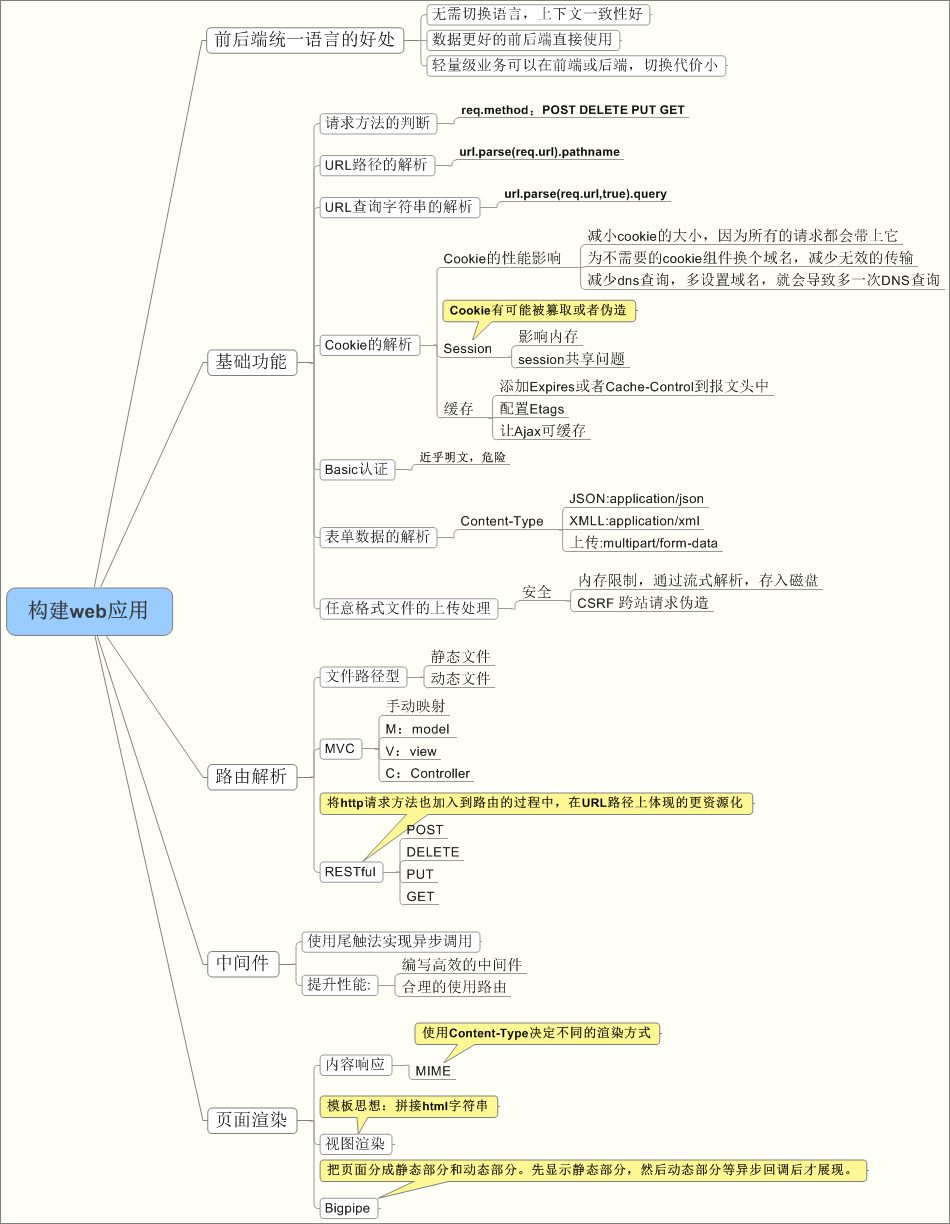 构建web应用
前后端统一语言的好处
无需切换语言，上下文一致性好
数据更好的前后端直接使用
轻量级业务可以在前端或后端，切换代价小
基础功能
请求方法的判断
req.method：POST DELETE PUT GET
URL路径的解析
url.parse(req.url).pathname
URL查询字符串的解析
url.parse(req.url,true).query
Cookie的解析
Cookie的性能影响
减小cookie的大小，因为所有的请求都会带上它
为不需要的cookie组件换个域名，减少无效的传输
减少dns查询，多设置域名，就会导致多一次DNS查询
Cookie有可能被篡取或者伪造
Session
影响内存
session共享问题
缓存
添加Expires或者Cache-Control到报文头中
配置Etags
让Ajax可缓存
Basic认证
近乎明文，危险
表单数据的解析
Content-Type
JSON:application/json
XMLL:application/xml
上传:multipart/form-data
任意格式文件的上传处理
安全
内存限制，通过流式解析，存入磁盘
CSRF 跨站请求伪造
路由解析
文件路径型
静态文件
动态文件
MVC
手动映射
M：model
V：view
C：Controller
将http请求方法也加入到路由的过程中，在URL路径上体现的更资源化
RESTful
POST
DELETE
PUT
GET
中间件
使用尾触法实现异步调用
提升性能:
编写高效的中间件
合理的使用路由
页面渲染
使用Content-Type决定不同的渲染方式
内容响应
MIME
模板思想：拼接html字符串
视图渲染
把页面分成静态部分和动态部分。先显示静态部分，然后动态部分等异步回调后才展现。
Bigpipe